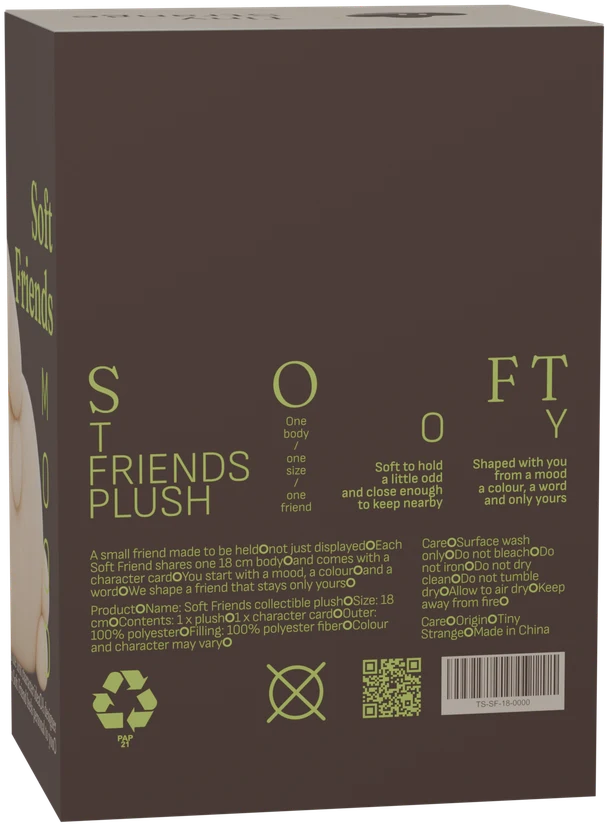 Tiny
Strange
Soft
Friends
M
O
O
S O FT
T O Y
FRIENDS
PLUSH
One
body
/
one
size
/
one
friend
Soft to hold
a little odd
and close enough
to keep nearby
Shaped with you
from a mood
a colour, a word
and only yours
A small friend made to be heldOnot just displayedOEach
Soft Friend shares one 18 cm bodyOand comes with a
character cardOYou start with a mood, a colourOand a
wordOWe shape a friend that stays only yoursO
ProductOName: Soft Friends collectible plushOSize: 18
cmOContents: 1 x plushO1 x character cardOOuter:
100% polyesterOFilling: 100% polyester fiberOColour
and character may varyO
CareOSurface wash
onlyODo not bleachODo
not ironODo not dry
cleanODo not tumble
dryOAllow to air dryOKeep
away from fireO
CareOOriginOTiny
StrangeOMade in China
PAP
21
TS-SF-18-0000